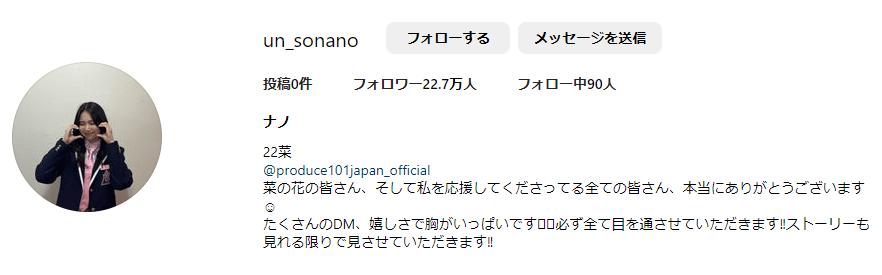 un_sonano
フォローする
メッセージを送信
投稿0件
フォロワー22.7万人
フォロー中90人
ナノ
22菜
@produce101japan_official
菜の花の皆さん、そして私を応援してくださってる全ての皆さん、本当にありがとうございます
☺
たくさんのDM、嬉しさで胸がいっぱいです▯▯必ず全て目を通させていただきます‼ストーリーも
見れる限りで見させていただきます‼